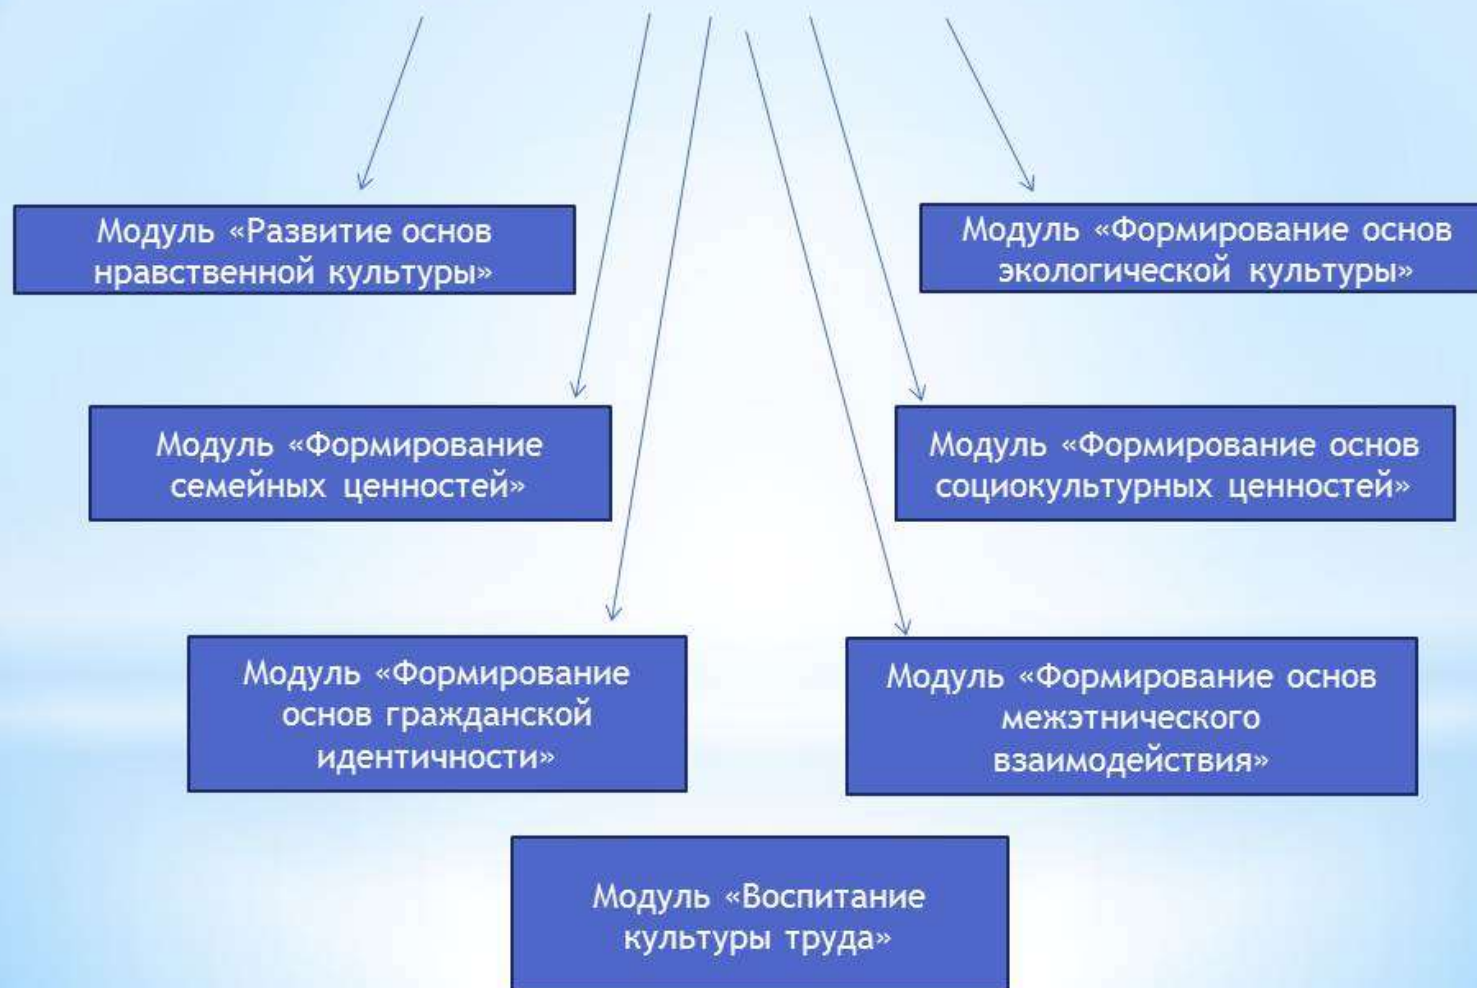 Модуль «Развитие основ
нравственной культуры»
Модуль «Формирование основ
экологической культуры»
Модуль «Формирование
семейных ценностей»
Модуль «Формирование основ
социокультурных ценностей»
Модуль «Формирование
основ гражданской
идентичности»
Модуль «Формирование основ
межэтнического
взаимодействия»
Модуль «Воспитание
культуры труда»